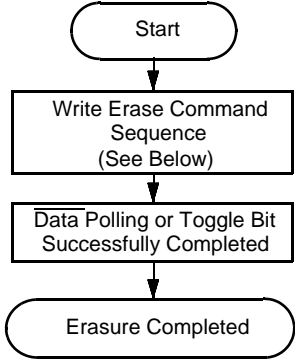 Start
Write Erase Command
Sequence
(See Below)
Data Polling or Toggle Bit
Successfully Completed
Erasure Completed